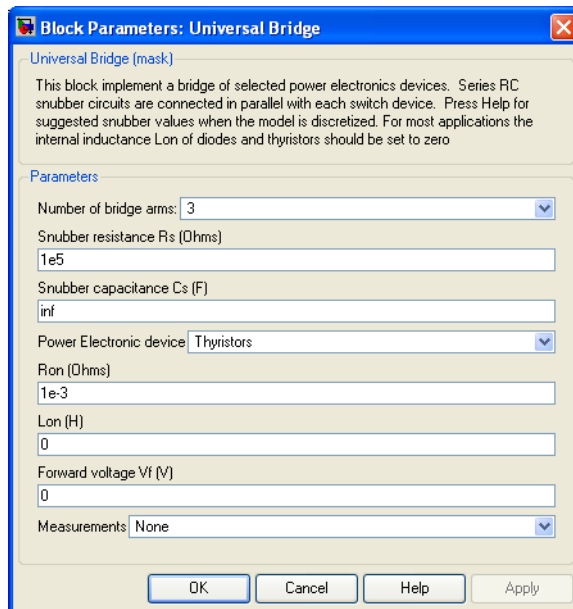 Block Parameters: Universal Bridge
Universal Bridge (mask)
This block implement a bridge of selected power electronics devices. Series RC
snubber circuits are connected in parallel with each switch device. Press Help for
suggested snubber values when the model is discretized. For most applications the
internal inductance Lon of diodes and thyristors should be set to zero
Parameters
Number of bridge arms: 3
Snubber resistance Rs (Ohms)
1e5
Snubber capacitance Cs (F)
inf
Power Electronic device Thyristors
Ron (Ohms)
1e-3
Lon (H)
0
Forward voltage Vf (V)
0
Measurements None
OK Cancel Help Apply